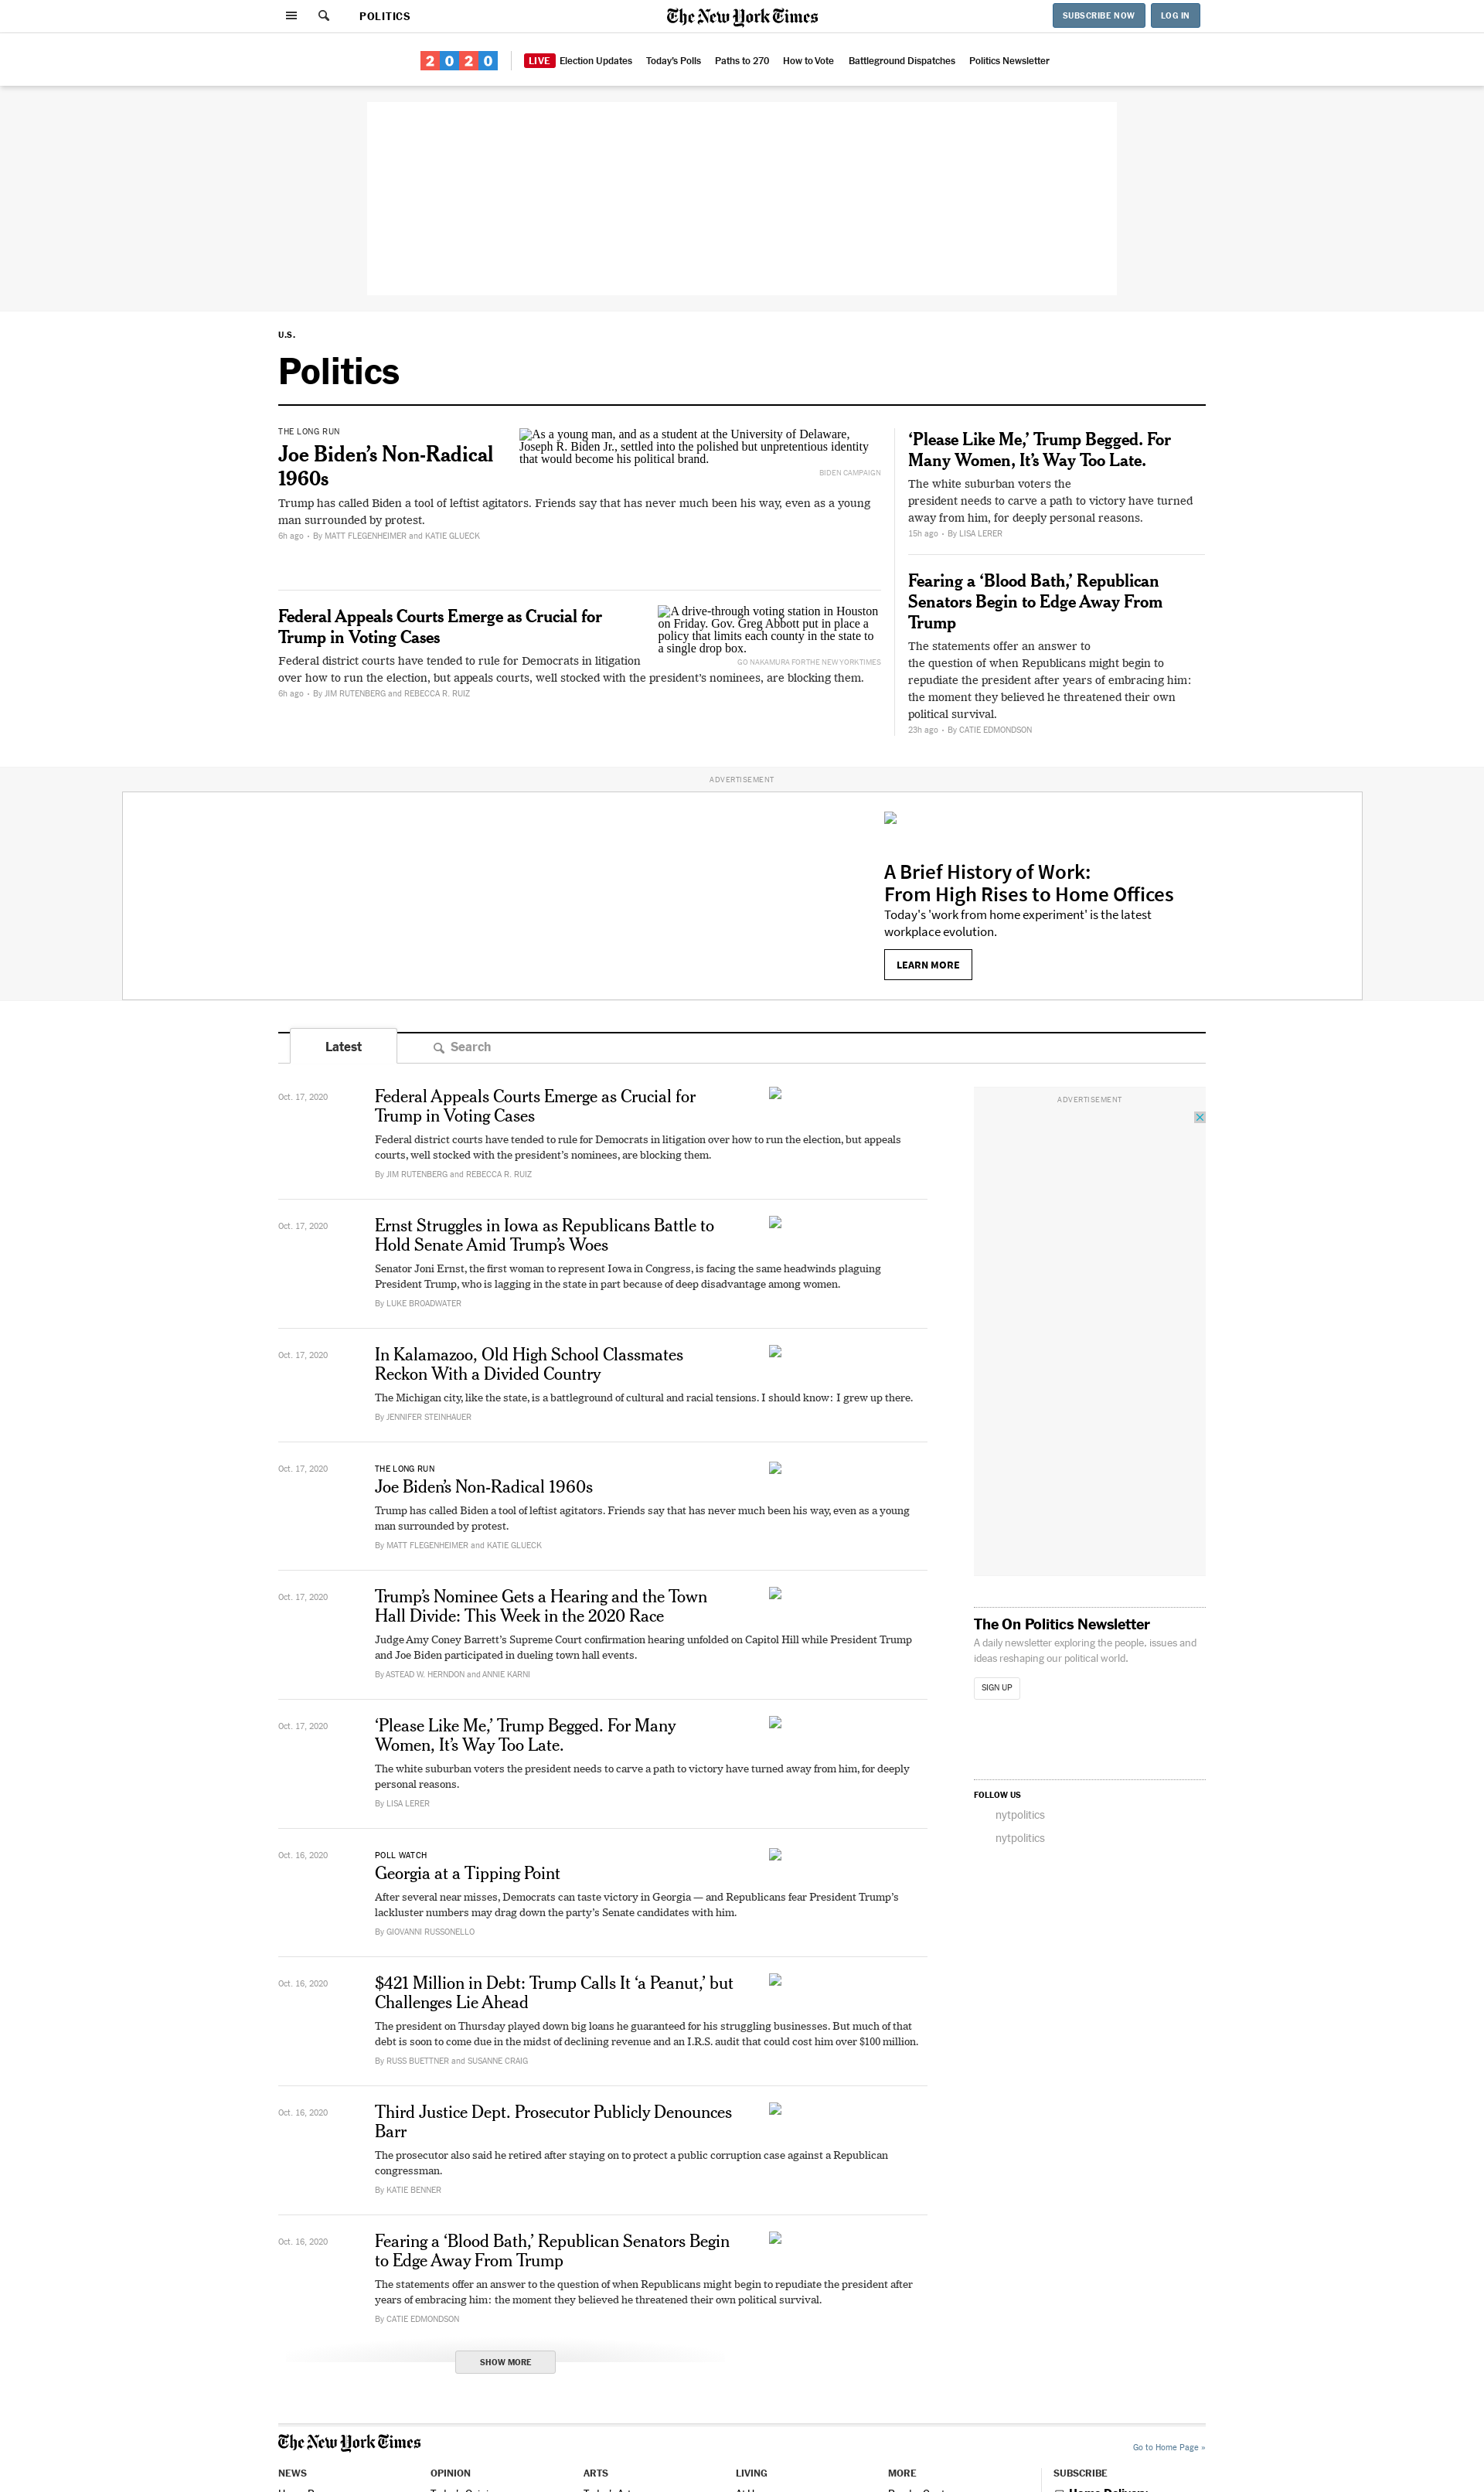 POLITICS
The New York Times
SUBSCRIBE NOW
LOG IN
2020
LIVE Election Updates
Today's Polls
Paths to 270
How to Vote
Battleground Dispatches
Politics Newsletter
U.S.
Politics
THE LONG RUN
Joe Biden’s Non-Radical
1960s
As a young man, and as a student at the University of Delaware,
Joseph R. Biden Jr., settled into the polished but unpretentious identity
that would become his political brand.
BIDEN CAMPAIGN
Trump has called Biden a tool of leftist agitators. Friends say that has never much been his way, even as a young
man surrounded by protest.
6h ago • By MATT FLEGENHEIMER and KATIE GLUECK
Federal Appeals Courts Emerge as Crucial for
Trump in Voting Cases
A drive-through voting station in Houston
on Friday. Gov. Greg Abbott put in place a
policy that limits each county in the state to
a single drop box.
GO NAKAMURA FOR THE NEW YORK TIMES
Federal district courts have tended to rule for Democrats in litigation
over how to run the election, but appeals courts, well stocked with the president’s nominees, are blocking them.
6h ago • By JIM RUTENBERG and REBECCA R. RUIZ
‘Please Like Me,’ Trump Begged. For
Many Women, It’s Way Too Late.
The white suburban voters the
president needs to carve a path to victory have turned
away from him, for deeply personal reasons.
15h ago • By LISA LERER
Fearing a ‘Blood Bath,’ Republican
Senators Begin to Edge Away From
Trump
The statements offer an answer to
the question of when Republicans might begin to
repudiate the president after years of embracing him:
the moment they believed he threatened their own
political survival.
23h ago • By CATIE EDMONDSON
ADVERTISEMENT
A Brief History of Work:
From High Rises to Home Offices
Today's 'work from home experiment' is the latest
workplace evolution.
LEARN MORE
Latest
Search
Oct. 17, 2020
Federal Appeals Courts Emerge as Crucial for
Trump in Voting Cases
Federal district courts have tended to rule for Democrats in litigation over how to run the election, but appeals
courts, well stocked with the president’s nominees, are blocking them.
By JIM RUTENBERG and REBECCA R. RUIZ
Oct. 17, 2020
Ernst Struggles in Iowa as Republicans Battle to
Hold Senate Amid Trump’s Woes
Senator Joni Ernst, the first woman to represent Iowa in Congress, is facing the same headwinds plaguing
President Trump, who is lagging in the state in part because of deep disadvantage among women.
By LUKE BROADWATER
Oct. 17, 2020
In Kalamazoo, Old High School Classmates
Reckon With a Divided Country
The Michigan city, like the state, is a battleground of cultural and racial tensions. I should know: I grew up there.
By JENNIFER STEINHAUER
Oct. 17, 2020
THE LONG RUN
Joe Biden’s Non-Radical 1960s
Trump has called Biden a tool of leftist agitators. Friends say that has never much been his way, even as a young
man surrounded by protest.
By MATT FLEGENHEIMER and KATIE GLUECK
Oct. 17, 2020
Trump’s Nominee Gets a Hearing and the Town
Hall Divide: This Week in the 2020 Race
Judge Amy Coney Barrett’s Supreme Court confirmation hearing unfolded on Capitol Hill while President Trump
and Joe Biden participated in dueling town hall events.
By ASTEAD W. HERNDON and ANNIE KARNI
Oct. 17, 2020
‘Please Like Me,’ Trump Begged. For Many
Women, It’s Way Too Late.
The white suburban voters the president needs to carve a path to victory have turned away from him, for deeply
personal reasons.
By LISA LERER
Oct. 16, 2020
POLL WATCH
Georgia at a Tipping Point
After several near misses, Democrats can taste victory in Georgia — and Republicans fear President Trump’s
lackluster numbers may drag down the party’s Senate candidates with him.
By GIOVANNI RUSSONELLO
Oct. 16, 2020
$421 Million in Debt: Trump Calls It ‘a Peanut,’ but
Challenges Lie Ahead
The president on Thursday played down big loans he guaranteed for his struggling businesses. But much of that
debt is soon to come due in the midst of declining revenue and an I.R.S. audit that could cost him over $100 million.
By RUSS BUETTNER and SUSANNE CRAIG
Oct. 16, 2020
Third Justice Dept. Prosecutor Publicly Denounces
Barr
The prosecutor also said he retired after staying on to protect a public corruption case against a Republican
congressman.
By KATIE BENNER
Oct. 16, 2020
Fearing a ‘Blood Bath,’ Republican Senators Begin
to Edge Away From Trump
The statements offer an answer to the question of when Republicans might begin to repudiate the president after
years of embracing him: the moment they believed he threatened their own political survival.
By CATIE EDMONDSON
SHOW MORE
ADVERTISEMENT
The On Politics Newsletter
A daily newsletter exploring the people, issues and
ideas reshaping our political world.
SIGN UP
FOLLOW US
nytpolitics
nytpolitics
The New York Times
Go to Home Page »
NEWS
OPINION
ARTS
LIVING
MORE
SUBSCRIBE